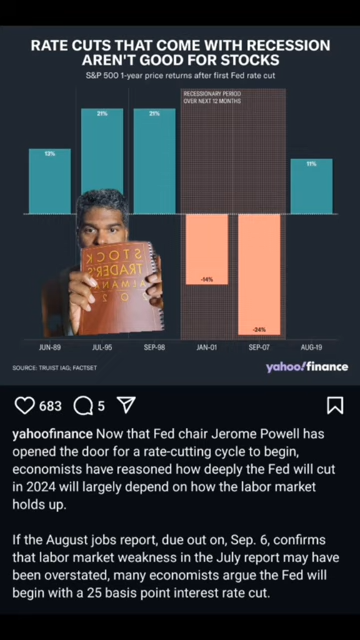 RATE CUTS THAT COME WITH RECESSION
AREN'T GOOD FOR STOCKS
S&P 500 1-year price returns after first Fed rate cut
RECESSIONARY PERIOD
OVER NEXT 12 MONTHS
13%
21%
21%
-14%
-24%
11%
STOCK
TRADER'S
ALMANAC
JUN-89
JUL-95
SEP-98
JAN-01
SEP-07
AUG-19
SOURCE: TRUIST IAG; FACTSET
yahoo!finance
683
5
yahoofinance Now that Fed chair Jerome Powell has
opened the door for a rate-cutting cycle to begin,
economists have reasoned how deeply the Fed will cut
in 2024 will largely depend on how the labor market
holds up.
If the August jobs report, due out on, Sep. 6, confirms
that labor market weakness in the July report may have
been overstated, many economists argue the Fed will
begin with a 25 basis point interest rate cut.